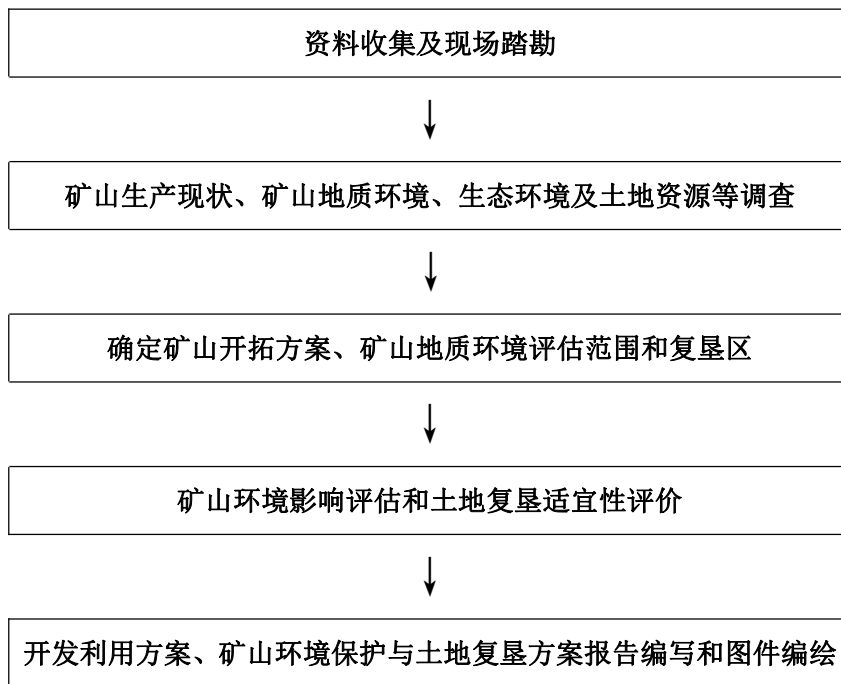 资料收集及现场踏勘
矿山生产现状、矿山地质环境、生态环境及土地资源等调查
确定矿山开拓方案、矿山地质环境评估范围和复垦区
矿山环境影响评估和土地复垦适宜性评价
开发利用方案、矿山环境保护与土地复垦方案报告编写和图件编绘